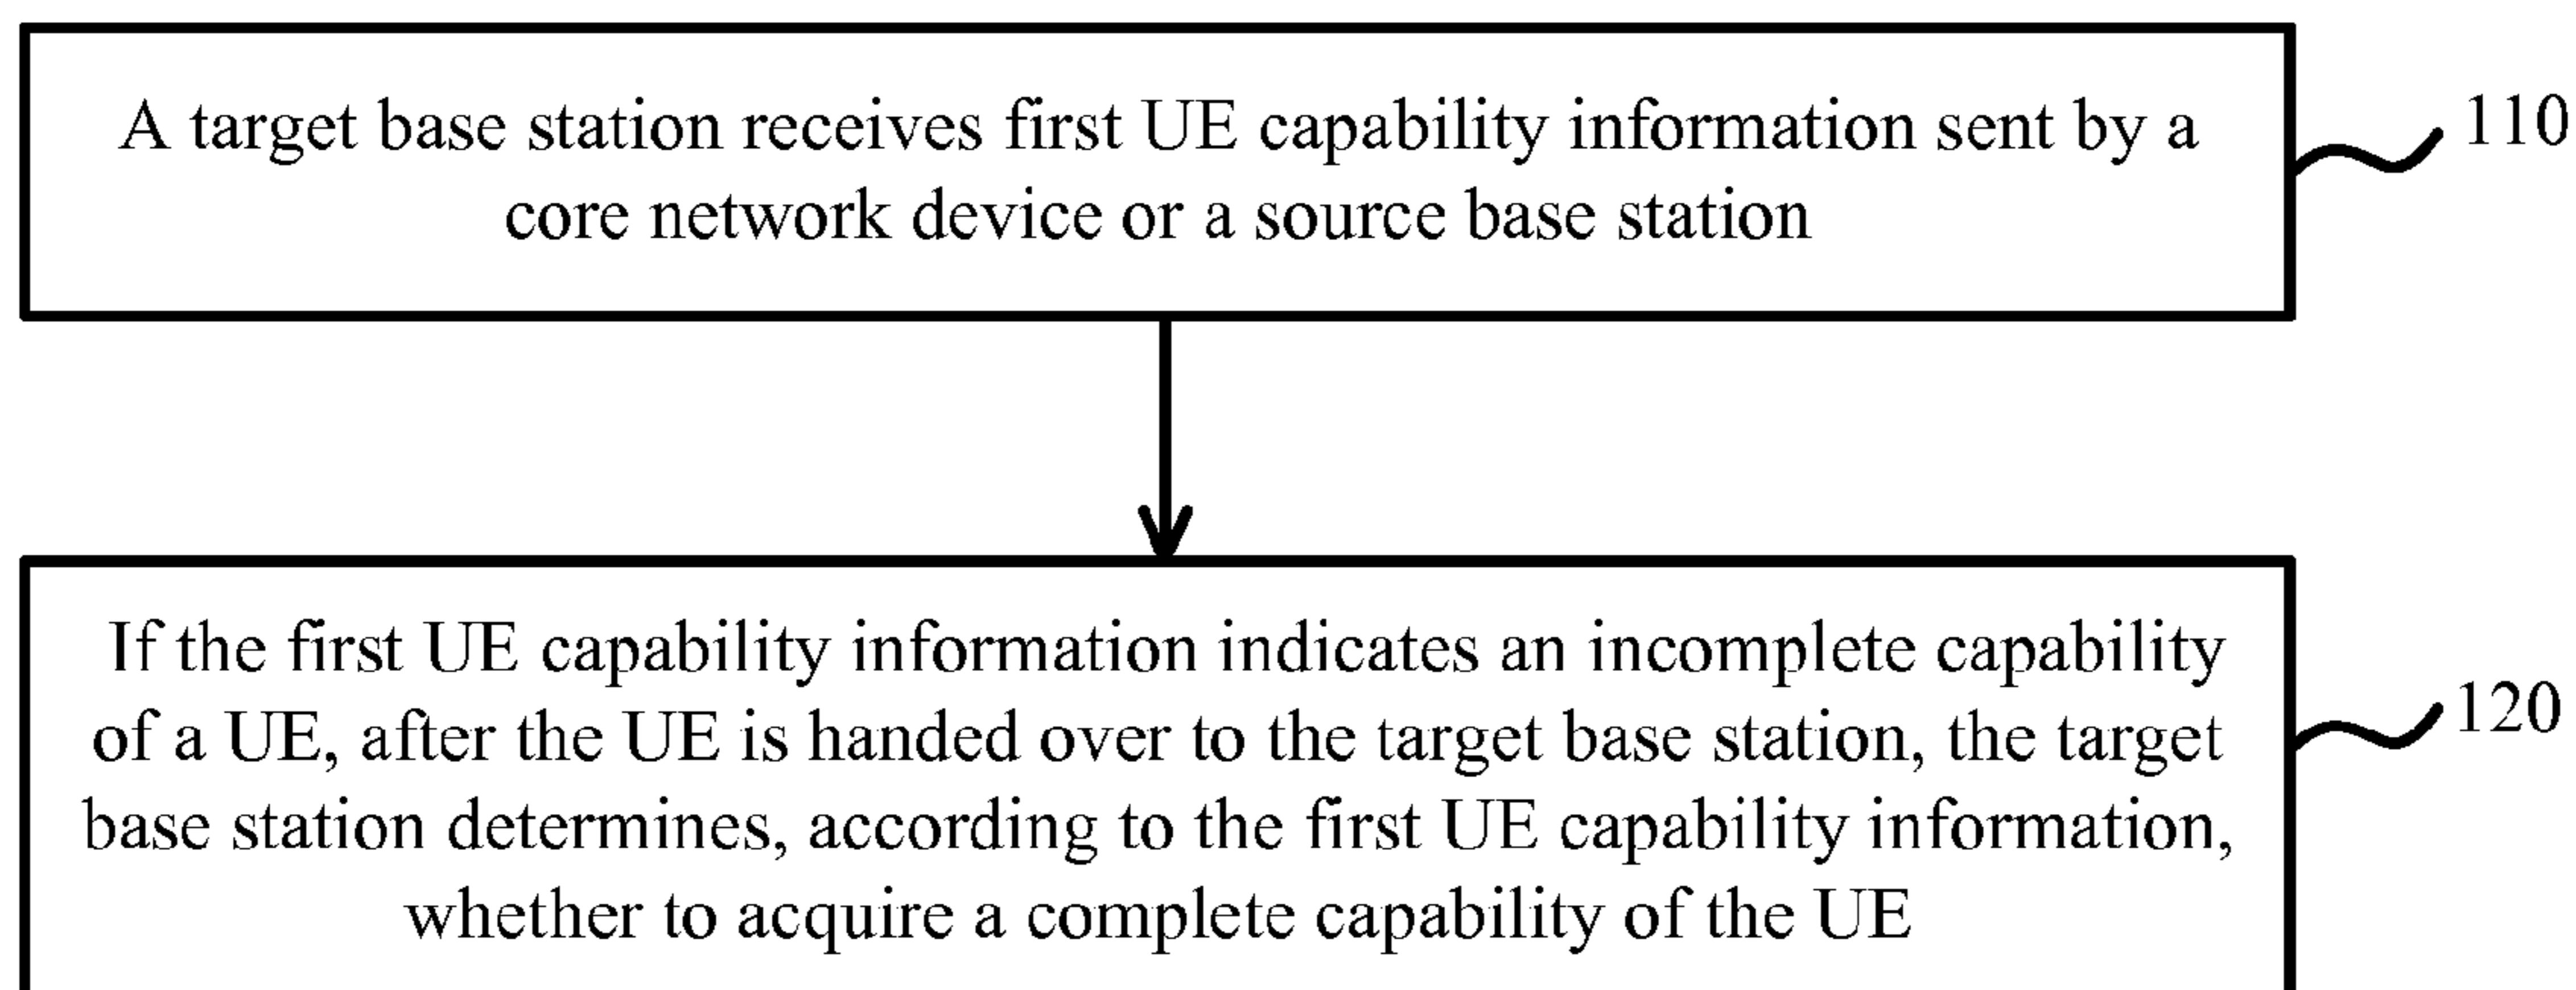 A target base station receives first UE capability information sent by a
core network device or a source base station
110
If the first UE capability information indicates an incomplete capability
of a UE, after the UE is handed over to the target base station, the target
base station determines, according to the first UE capability information,
whether to acquire a complete capability of the UE
120